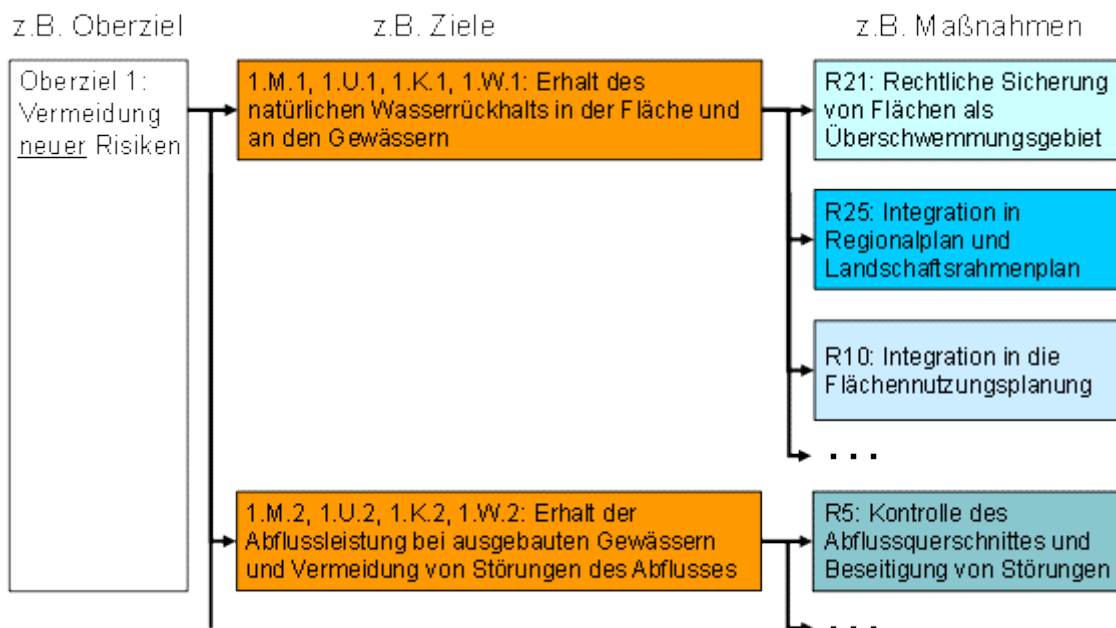 z.B. Oberziel
z.B. Ziele
z.B. Maßnahmen
Oberziel 1:
Vermeidung
neuer Risiken
1.M.1, 1.U.1, 1.K.1, 1.W.1: Erhalt des
natürlichen Wasserrückhalts in der Fläche und
an den Gewässern
R21: Rechtliche Sicherung
von Flächen als
Überschwemmungsgebiet
R25: Integration in
Regionalplan und
Landschaftsrahmenplan
R10: Integration in die
Flächennutzungsplanung
. . .
1.M.2, 1.U.2, 1.K.2, 1.W.2: Erhalt der
Abflussleistung bei ausgebauten Gewässern
und Vermeidung von Störungen des Abflusses
R5: Kontrolle des
Abflussquerschnittes und
Beseitigung von Störungen
. . .